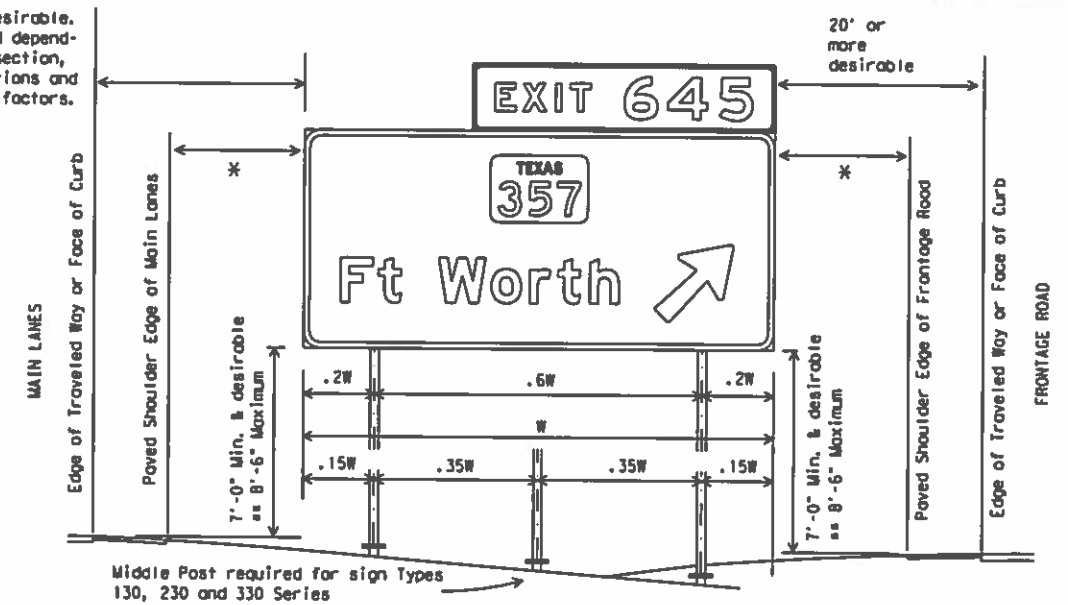 esirable.
depend-
section,
tions and
factors.
20' or
more
desirable
EXIT 645
TEXAS
357
Ft Worth
*
*
MAIN LANES
Edge of Traveled Way or Face of Curb
Paved Shoulder Edge of Main Lanes
7'-0" Min. & desirable
** 8'-6" Maximum
.2W
.6W
.2W
W
.15W
.35W
.35W
.15W
7'-0" Min. & desirable
** 8'-6" Maximum
Paved Shoulder Edge of Frontage Road
Edge of Traveled Way or Face of Curb
FRONTAGE ROAD
Middle Post required for sign Types
130, 230 and 330 Series